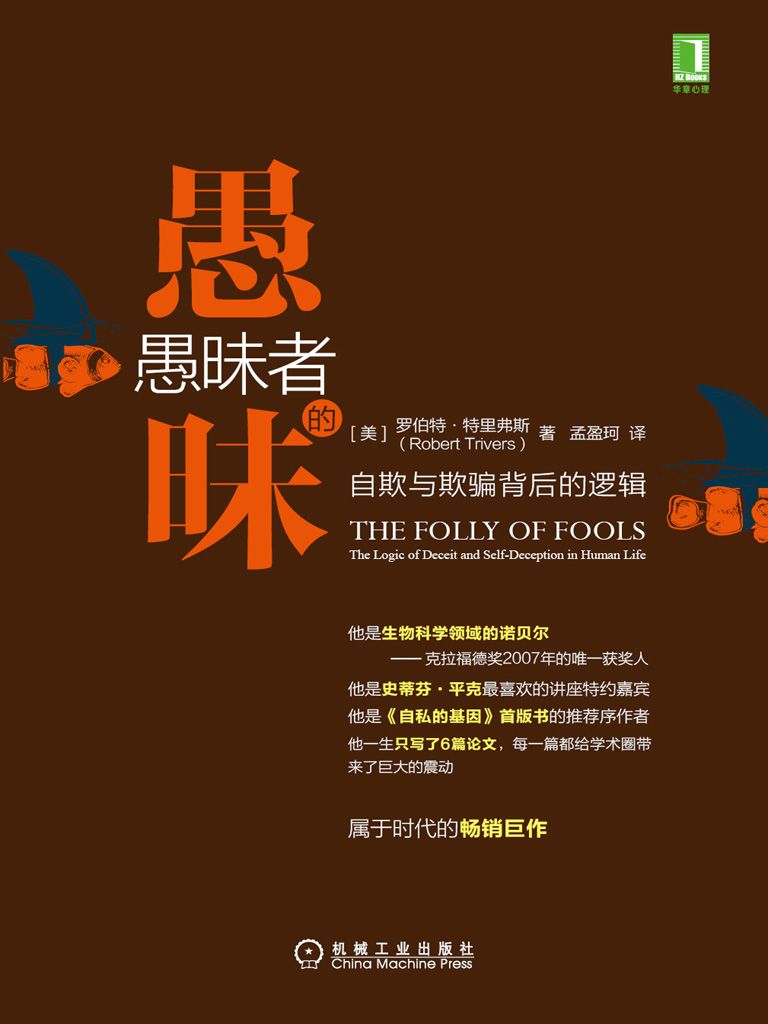 HZ Books
华章心理
愚
愚昧者
的
昧
[美] 罗伯特·特里弗斯 著 孟盈珂 译
(Robert Trivers)
自欺与欺骗背后的逻辑
THE FOLLY OF FOOLS
The Logic of Deceit and Self-Deception in Human Life
他是生物科学领域的诺贝尔
—— 克拉福德奖2007年的唯一获奖人
他是史蒂芬·平克最喜欢的讲座特约嘉宾
他是《自私的基因》首版书的推荐序作者
他一生只写了6篇论文，每一篇都给学术圈带
来了巨大的震动
属于时代的畅销巨作
机械工业出版社
China Machine Press